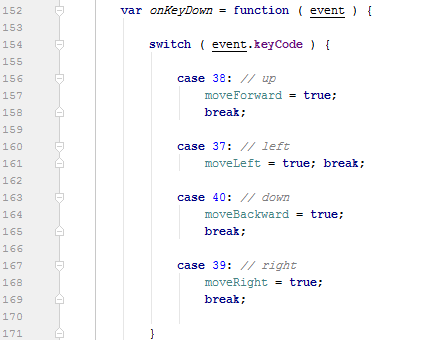 152 var onKeyDown = function ( event ) {
153
154 switch ( event.keyCode ) {
155
156 case 38: // up
157 moveForward = true;
158 break;
159
160 case 37: // left
161 moveLeft = true; break;
162
163 case 40: // down
164 moveBackward = true;
165 break;
166
167 case 39: // right
168 moveRight = true;
169 break;
170
171 }